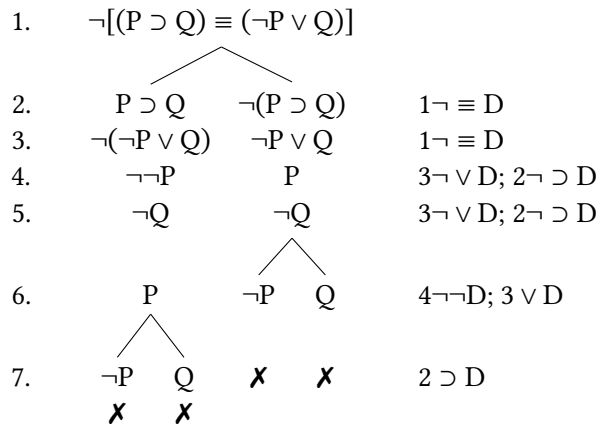 1. ¬[(P ⊃ Q) ≡ (¬P ∨ Q)]
2. P ⊃ Q ¬(P ⊃ Q) 1¬ ≡ D
3. ¬(¬P ∨ Q) ¬P ∨ Q 1¬ ≡ D
4. ¬¬P P 3¬ ∨ D; 2¬ ⊃ D
5. ¬Q ¬Q 3¬ ∨ D; 2¬ ⊃ D
6. P ¬P Q 4¬¬D; 3 ∨ D
7. ¬P Q ✗ ✗ 2 ⊃ D
✗ ✗